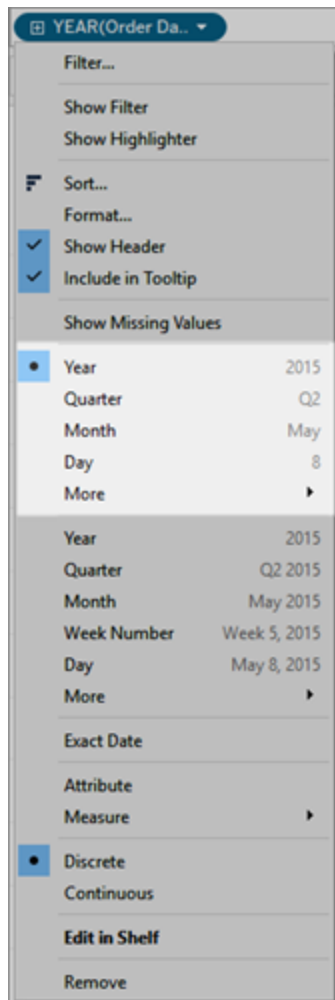 YEAR(Order Da..
Filter...
Show Filter
Show Highlighter
Sort...
Format...
Show Header
Include in Tooltip
Show Missing Values
Year 2015
Quarter Q2
Month May
Day 8
More
Year 2015
Quarter Q2 2015
Month May 2015
Week Number Week 5, 2015
Day May 8, 2015
More
Exact Date
Attribute
Measure
Discrete
Continuous
Edit in Shelf
Remove